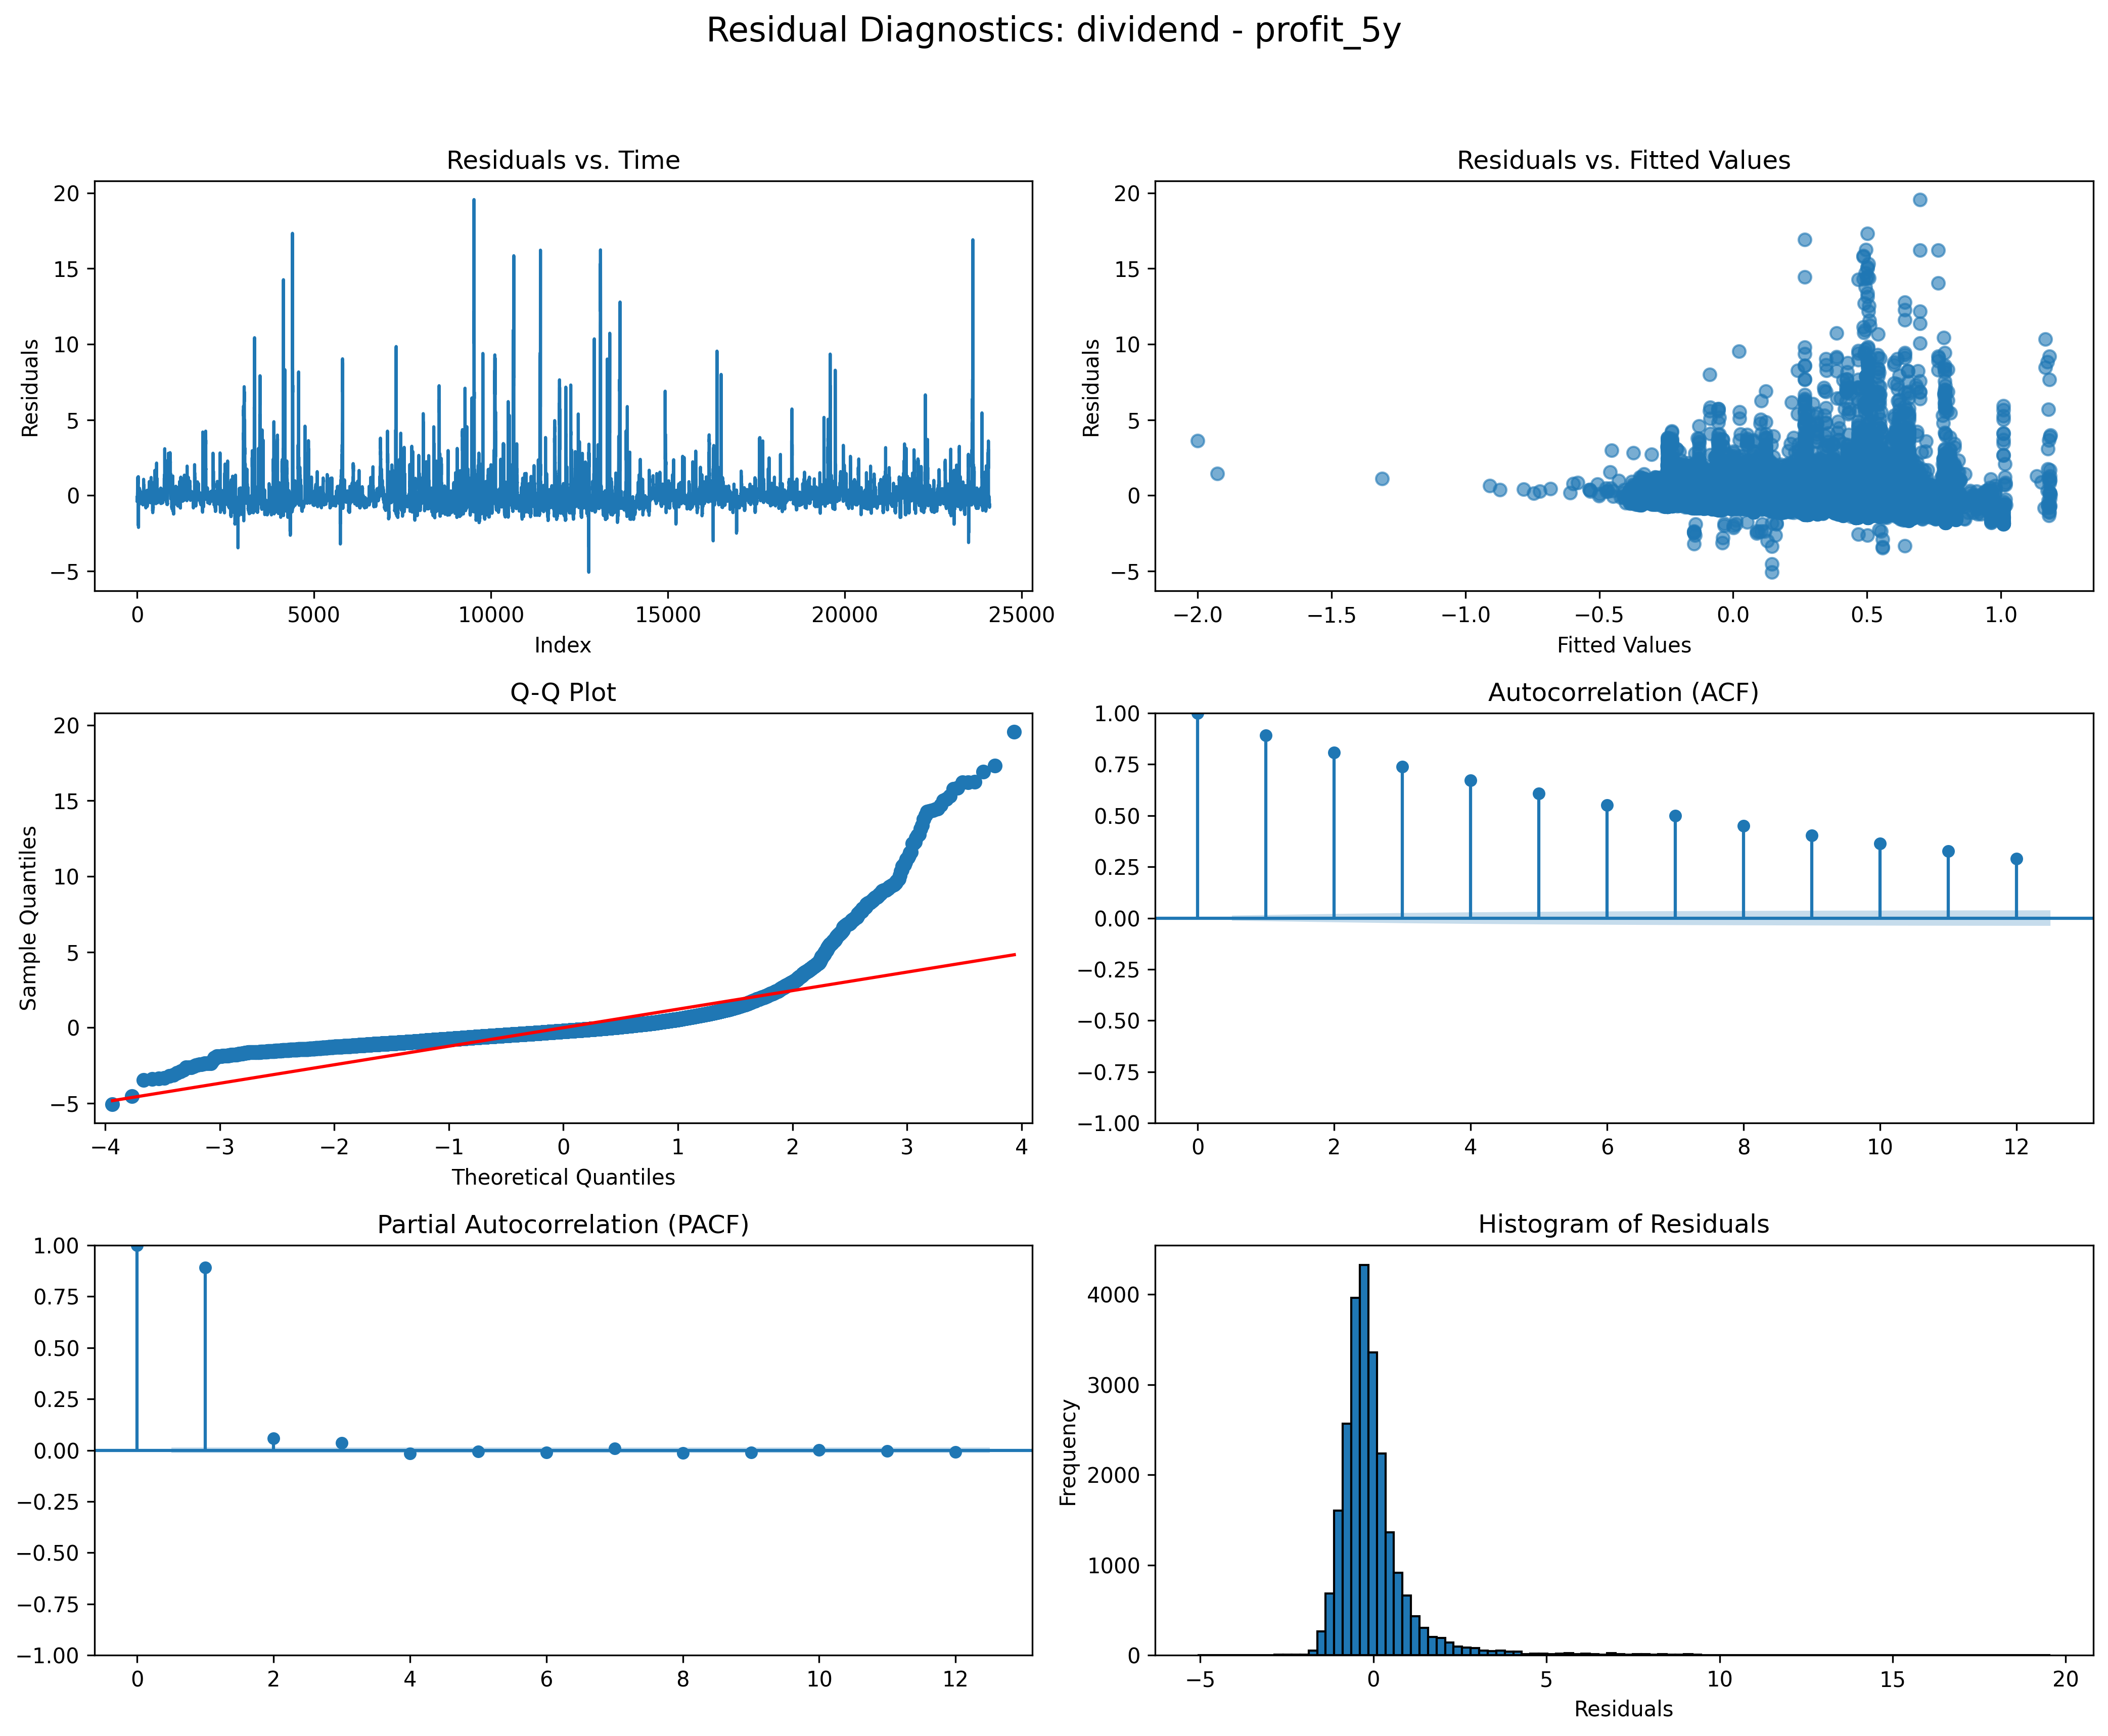 Residual Diagnostics: dividend - profit_5y
Residuals vs. Time
20
15
10
5
0
−5
Residuals
0 5000 10000 15000 20000 25000
Index
Residuals vs. Fitted Values
20
15
10
5
0
−5
Residuals
−2.0 −1.5 −1.0 −0.5 0.0 0.5 1.0
Fitted Values
Q-Q Plot
20
15
10
5
0
−5
Sample Quantiles
−4 −3 −2 −1 0 1 2 3 4
Theoretical Quantiles
Autocorrelation (ACF)
1.00
0.75
0.50
0.25
0.00
−0.25
−0.50
−0.75
−1.00
0 2 4 6 8 10 12
Partial Autocorrelation (PACF)
1.00
0.75
0.50
0.25
0.00
−0.25
−0.50
−0.75
−1.00
0 2 4 6 8 10 12
Histogram of Residuals
4000
3000
2000
1000
0
Frequency
−5 0 5 10 15 20
Residuals